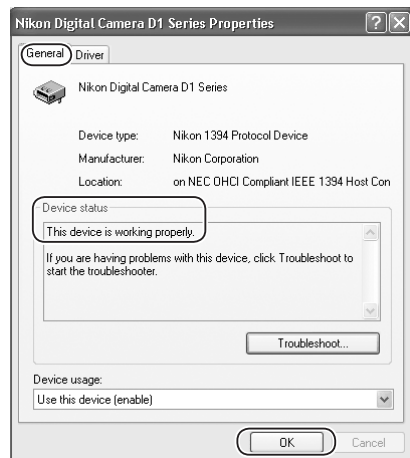 Nikon Digital Camera D1 Series Properties
General Driver
Nikon Digital Camera D1 Series
Device type: Nikon 1394 Protocol Device
Manufacturer: Nikon Corporation
Location: on NEC OHCI Compliant IEEE 1394 Host Con
Device status
This device is working properly.
If you are having problems with this device, click Troubleshoot to
start the troubleshooter.
Troubleshoot...
Device usage:
Use this device (enable)
OK Cancel